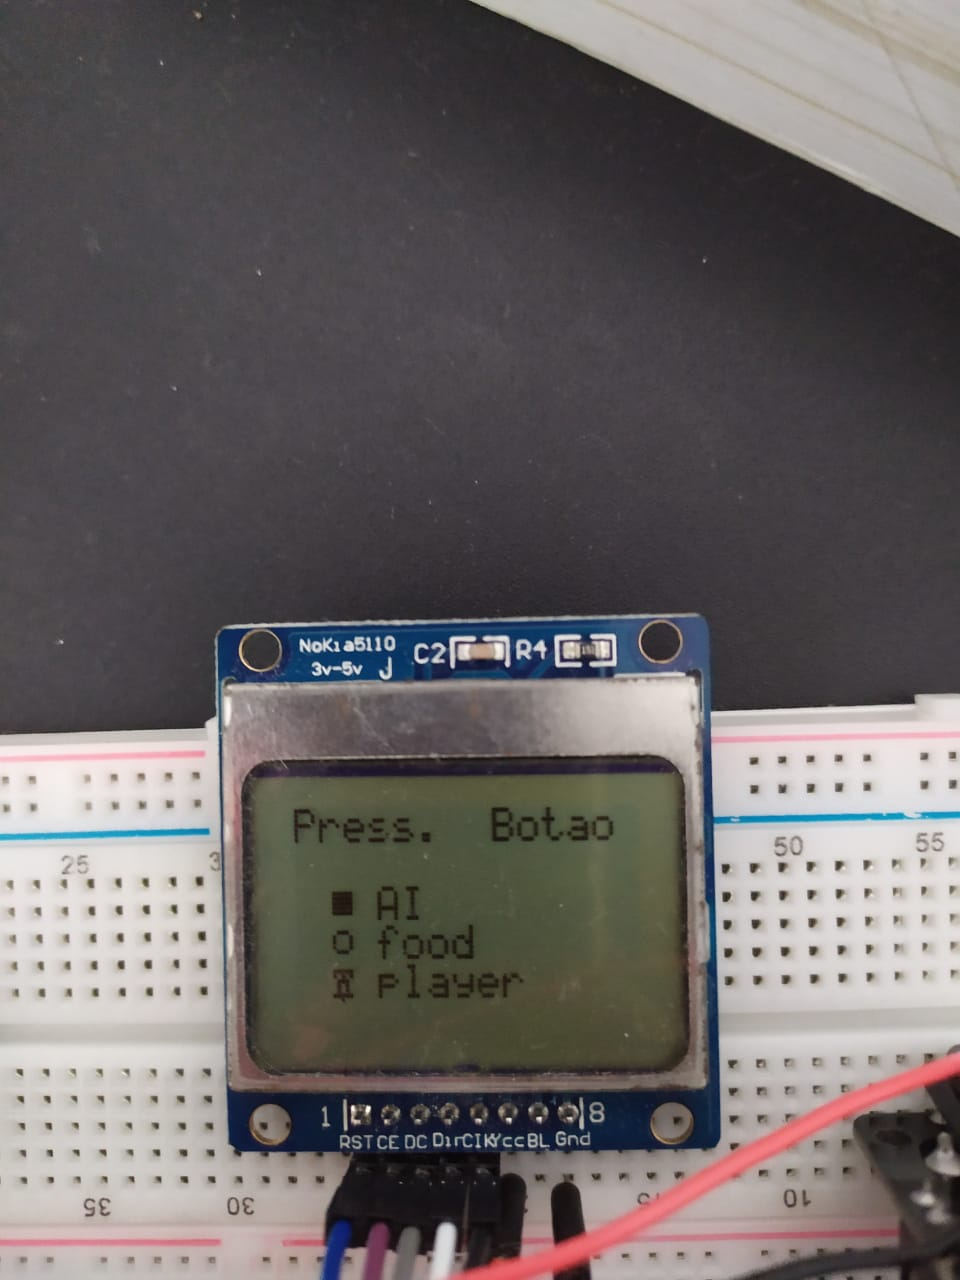 NoKia5110
3v-5v J
C2
R4
Press. Botao
AI
food
player
1
8
RST CE DC Din ClK Vcc BL Gnd
25
50
55
35
30
10